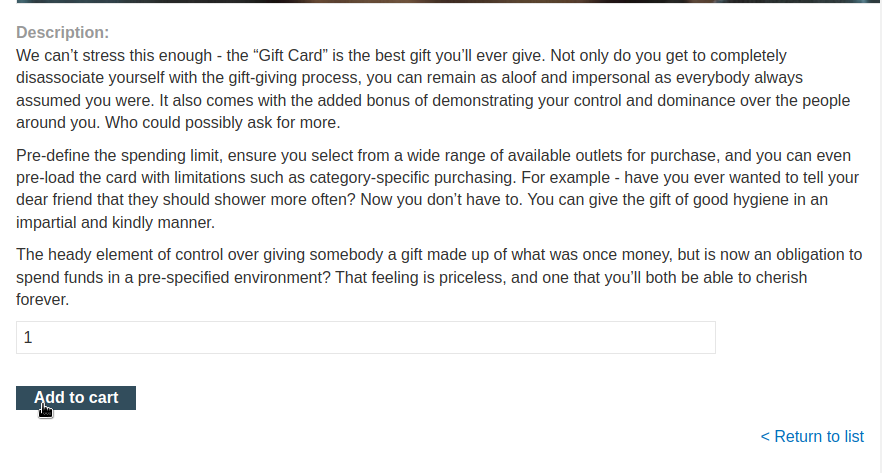 Description:
We can’t stress this enough - the “Gift Card” is the best gift you’ll ever give. Not only do you get to completely
disassociate yourself with the gift-giving process, you can remain as aloof and impersonal as everybody always
assumed you were. It also comes with the added bonus of demonstrating your control and dominance over the people
around you. Who could possibly ask for more.
Pre-define the spending limit, ensure you select from a wide range of available outlets for purchase, and you can even
pre-load the card with limitations such as category-specific purchasing. For example - have you ever wanted to tell your
dear friend that they should shower more often? Now you don’t have to. You can give the gift of good hygiene in an
impartial and kindly manner.
The heady element of control over giving somebody a gift made up of what was once money, but is now an obligation to
spend funds in a pre-specified environment? That feeling is priceless, and one that you’ll both be able to cherish
forever.
1
Add to cart
< Return to list